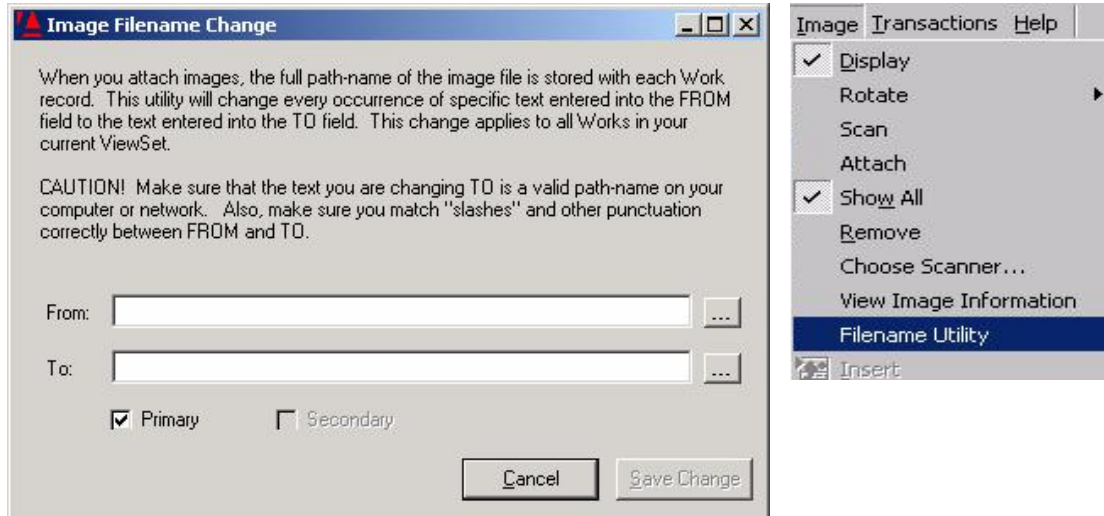 Image Filename Change
When you attach images, the full path-name of the image file is stored with each Work
record. This utility will change every occurrence of specific text entered into the FROM
field to the text entered into the TO field. This change applies to all Works in your
current ViewSet.
CAUTION! Make sure that the text you are changing TO is a valid path-name on your
computer or network. Also, make sure you match "slashes" and other punctuation
correctly between FROM and TO.
From:
...
To:
...
Primary Secondary
Cancel Save Change
Image Transactions Help
Display
Rotate
Scan
Attach
Show All
Remove
Choose Scanner...
View Image Information
Filename Utility
Insert